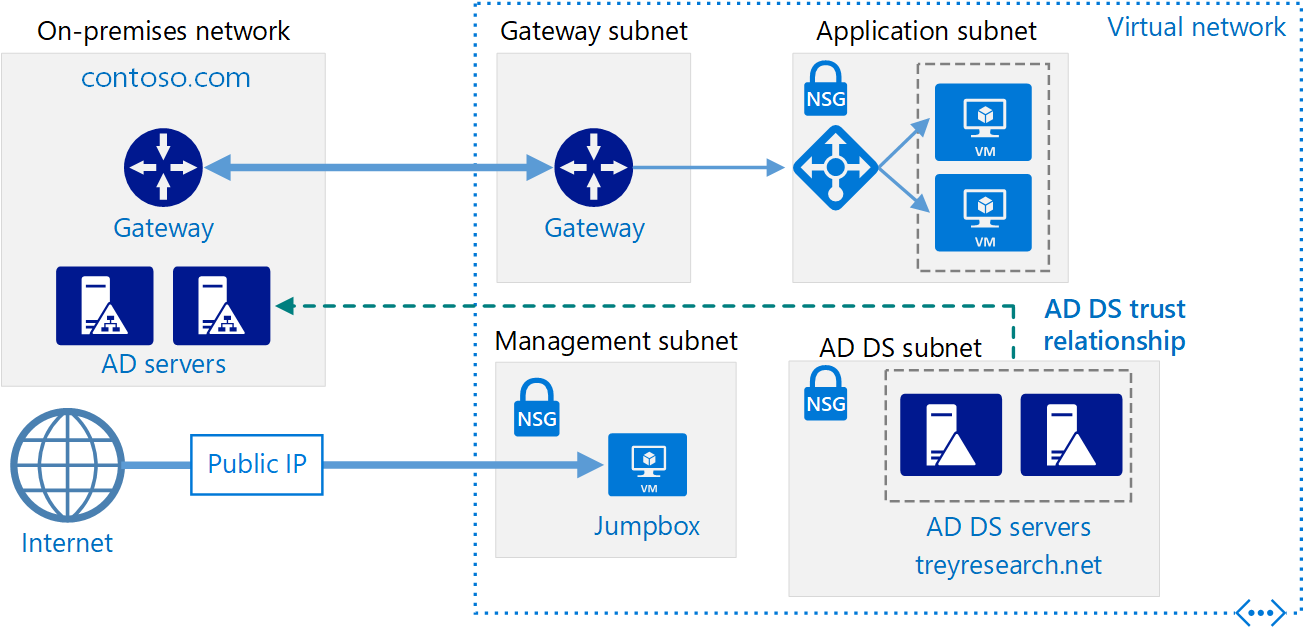 On-premises network
contoso.com
Gateway
AD servers
Internet
Public IP
Virtual network
Gateway subnet
Gateway
Application subnet
NSG
VM
VM
AD DS trust
relationship
Management subnet
NSG
VM
Jumpbox
AD DS subnet
NSG
AD DS servers
treyresearch.net